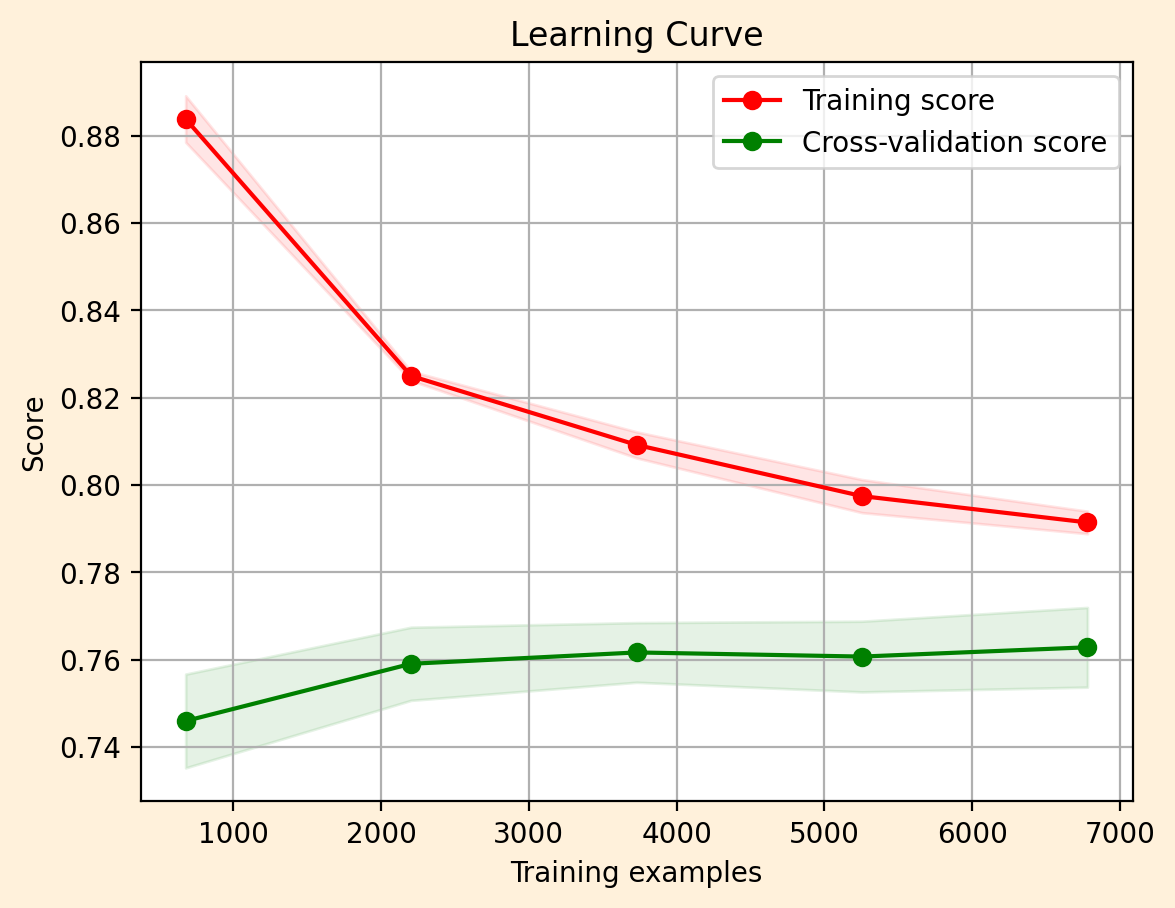 Learning Curve
Training score
Cross-validation score
0.88
0.86
0.84
0.82
0.80
0.78
0.76
0.74
Score
1000 2000 3000 4000 5000 6000 7000
Training examples